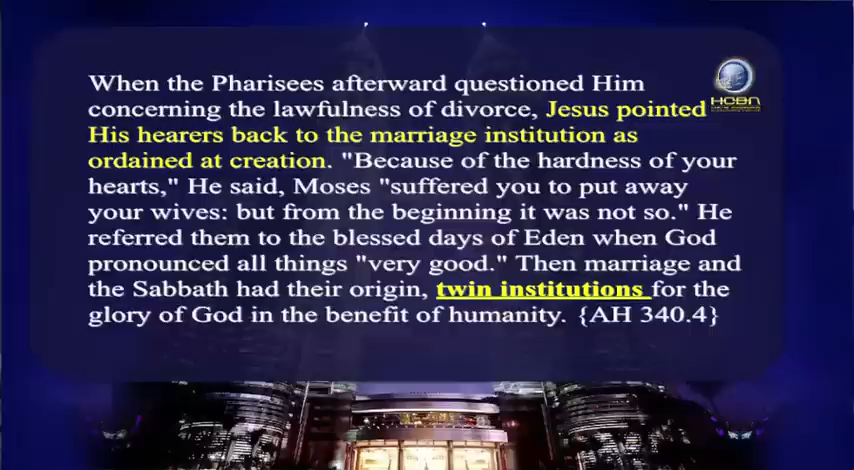 When the Pharisees afterward questioned Him
concerning the lawfulness of divorce, Jesus pointed
His hearers back to the marriage institution as
ordained at creation. "Because of the hardness of your
hearts," He said, Moses "suffered you to put away
your wives: but from the beginning it was not so." He
referred them to the blessed days of Eden when God
pronounced all things "very good." Then marriage and
the Sabbath had their origin, twin institutions for the
glory of God in the benefit of humanity. {AH 340.4}
HCBN